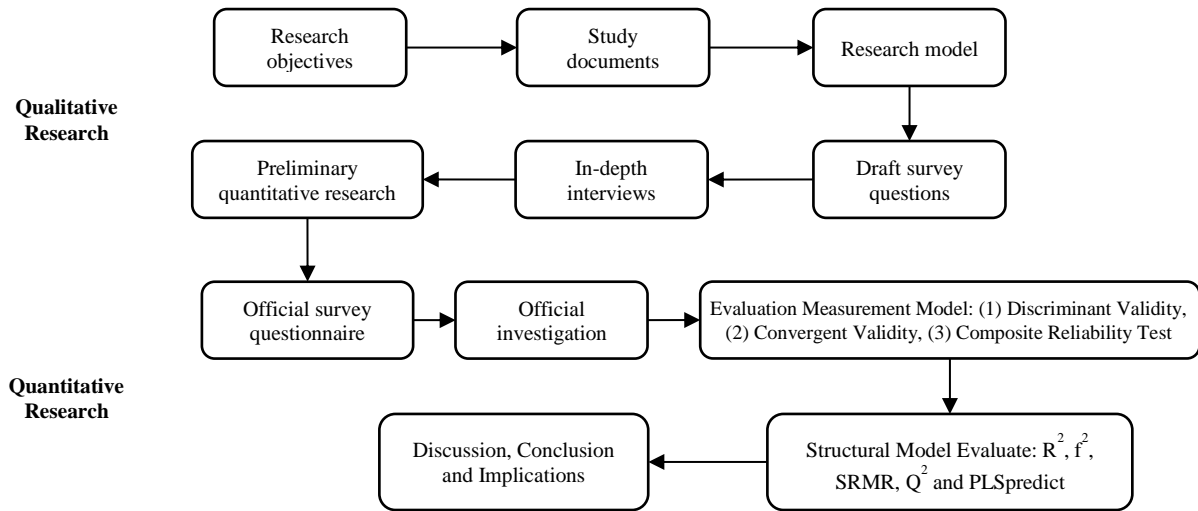 Research
objectives
Study
documents
Research model
Qualitative
Research
Preliminary
quantitative research
In-depth
interviews
Draft survey
questions
Official survey
questionnaire
Official
investigation
Evaluation Measurement Model: (1) Discriminant Validity,
(2) Convergent Validity, (3) Composite Reliability Test
Quantitative
Research
Discussion, Conclusion
and Implications
Structural Model Evaluate: R², f²,
SRMR, Q² and PLSpredict